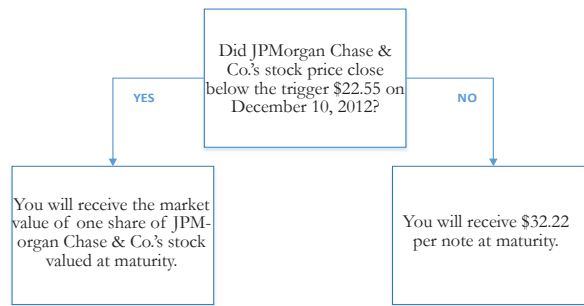 Did JPMorgan Chase &
Co.'s stock price close
below the trigger $22.55 on
December 10, 2012?
YES
NO
You will receive the market
value of one share of JPM-
organ Chase & Co.'s stock
valued at maturity.
You will receive $32.22
per note at maturity.